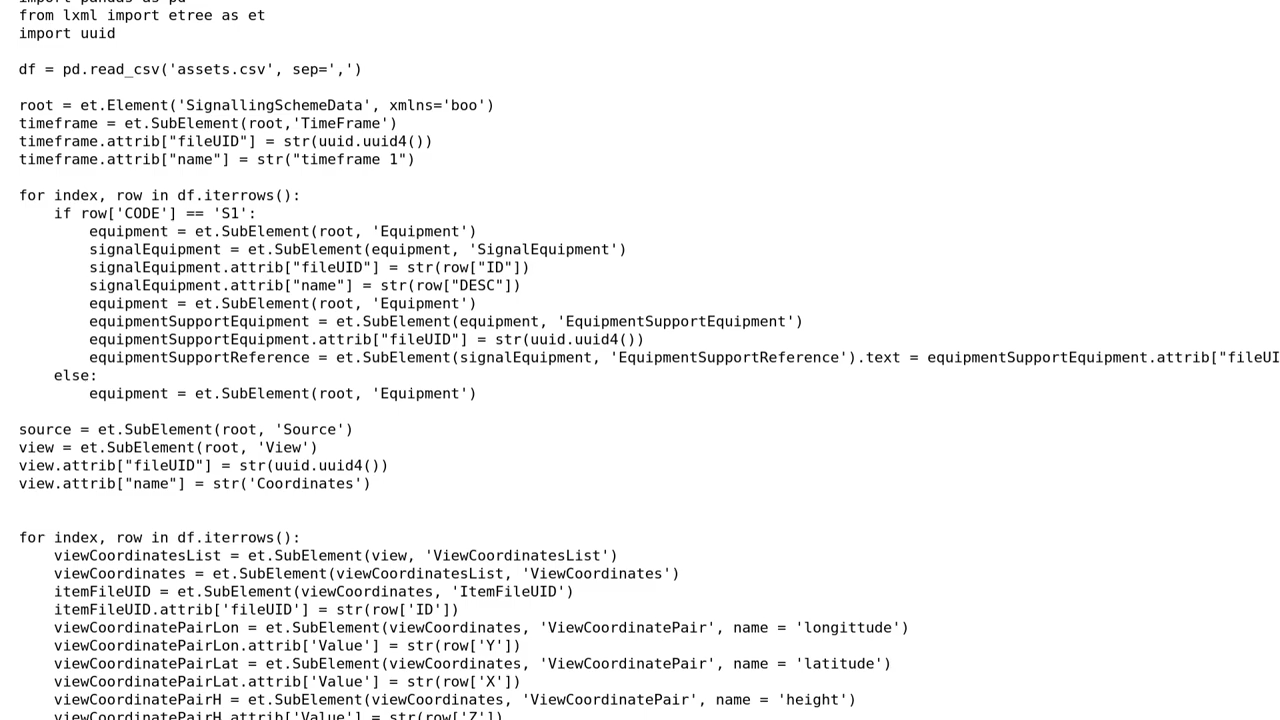 import pandas as pd
from lxml import etree as et
import uuid
df = pd.read_csv('assets.csv', sep=',')
root = et.Element('SignallingSchemeData', xmlns='boo')
timeframe = et.SubElement(root,'TimeFrame')
timeframe.attrib["fileUID"] = str(uuid.uuid4())
timeframe.attrib["name"] = str("timeframe 1")
for index, row in df.iterrows():
    if row['CODE'] == 'S1':
        equipment = et.SubElement(root, 'Equipment')
        signalEquipment = et.SubElement(equipment, 'SignalEquipment')
        signalEquipment.attrib["fileUID"] = str(row["ID"])
        signalEquipment.attrib["name"] = str(row["DESC"])
        equipment = et.SubElement(root, 'Equipment')
        equipmentSupportEquipment = et.SubElement(equipment, 'EquipmentSupportEquipment')
        equipmentSupportEquipment.attrib["fileUID"] = str(uuid.uuid4())
        equipmentSupportReference = et.SubElement(signalEquipment, 'EquipmentSupportReference').text = equipmentSupportEquipment.attrib["fileUI
    else:
        equipment = et.SubElement(root, 'Equipment')
source = et.SubElement(root, 'Source')
view = et.SubElement(root, 'View')
view.attrib["fileUID"] = str(uuid.uuid4())
view.attrib["name"] = str('Coordinates')
for index, row in df.iterrows():
    viewCoordinatesList = et.SubElement(view, 'ViewCoordinatesList')
    viewCoordinates = et.SubElement(viewCoordinatesList, 'ViewCoordinates')
    itemFileUID = et.SubElement(viewCoordinates, 'ItemFileUID')
    itemFileUID.attrib['fileUID'] = str(row['ID'])
    viewCoordinatePairLon = et.SubElement(viewCoordinates, 'ViewCoordinatePair', name = 'longittude')
    viewCoordinatePairLon.attrib['Value'] = str(row['Y'])
    viewCoordinatePairLat = et.SubElement(viewCoordinates, 'ViewCoordinatePair', name = 'latitude')
    viewCoordinatePairLat.attrib['Value'] = str(row['X'])
    viewCoordinatePairH = et.SubElement(viewCoordinates, 'ViewCoordinatePair', name = 'height')
    viewCoordinatePairH.attrib['Value'] = str(row['Z'])